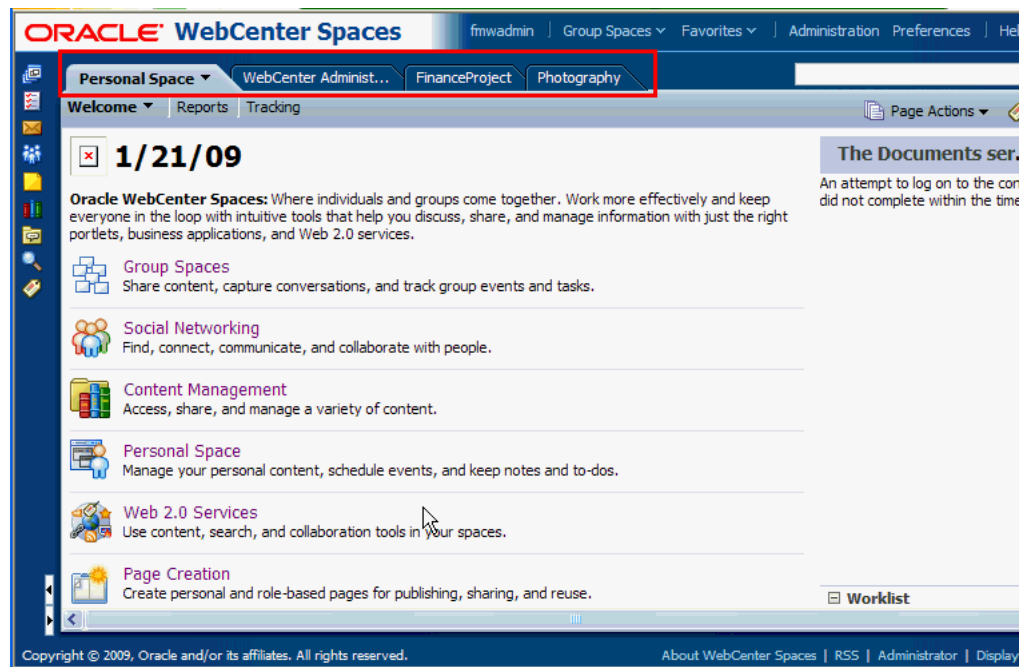 ORACLE WebCenter Spaces
fmwadmin Group Spaces Favorites Administration Preferences
Personal Space WebCenter Administ... FinanceProject Photography
Welcome Reports Tracking Page Actions
1/21/09
The Documents ser.
Oracle WebCenter Spaces: Where individuals and groups come together. Work more effectively and keep
everyone in the loop with intuitive tools that help you discuss, share, and manage information with just the right
portlets, business applications, and Web 2.0 services.
An attempt to log on to the con
did not complete within the time
Group Spaces
Share content, capture conversations, and track group events and tasks.
Social Networking
Find, connect, communicate, and collaborate with people.
Content Management
Access, share, and manage a variety of content.
Personal Space
Manage your personal content, schedule events, and keep notes and to-dos.
Web 2.0 Services
Use content, search, and collaboration tools in your spaces.
Page Creation
Create personal and role-based pages for publishing, sharing, and reuse.
Worklist
Copyright © 2009, Oracle and/or its affiliates. All rights reserved. About WebCenter Spaces | RSS | Administrator | Display